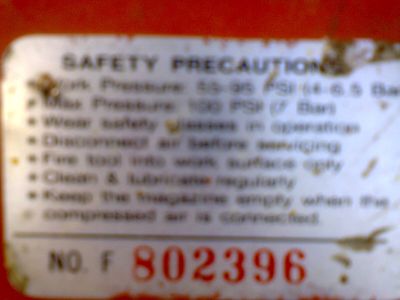 SAFETY PRECAUTIONS
Work Pressure: 55-95 PSI (4-6.5 Bar
Max Pressure: 100 PSI (7 Bar)
Wear safety glasses in operation
Disconnect air before servicing
Fire tool into work surface only
Clean & lubricate regularly
Keep the magazine empty when the
compressed air is connected.
NO. F 802396